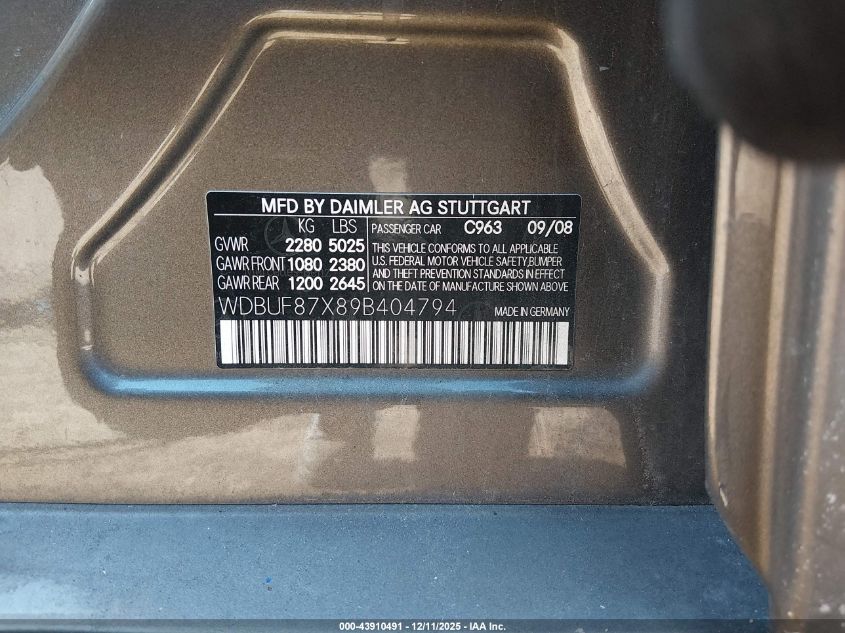 MFD BY DAIMLER AG STUTTGART
KG LBS PASSENGER CAR C963 09/08
GVWR 2280 5025
GAWR FRONT 1080 2380
GAWR REAR 1200 2645
THIS VEHICLE CONFORMS TO ALL APPLICABLE
U.S. FEDERAL MOTOR VEHICLE SAFETY,BUMPER
AND THEFT PREVENTION STANDARDS IN EFFECT
ON THE DATE OF MANUFACTURE SHOWN ABOVE
WDBUF87X89B404794 MADE IN GERMANY
000-43910491 - 12/11/2025 - IAA Inc.